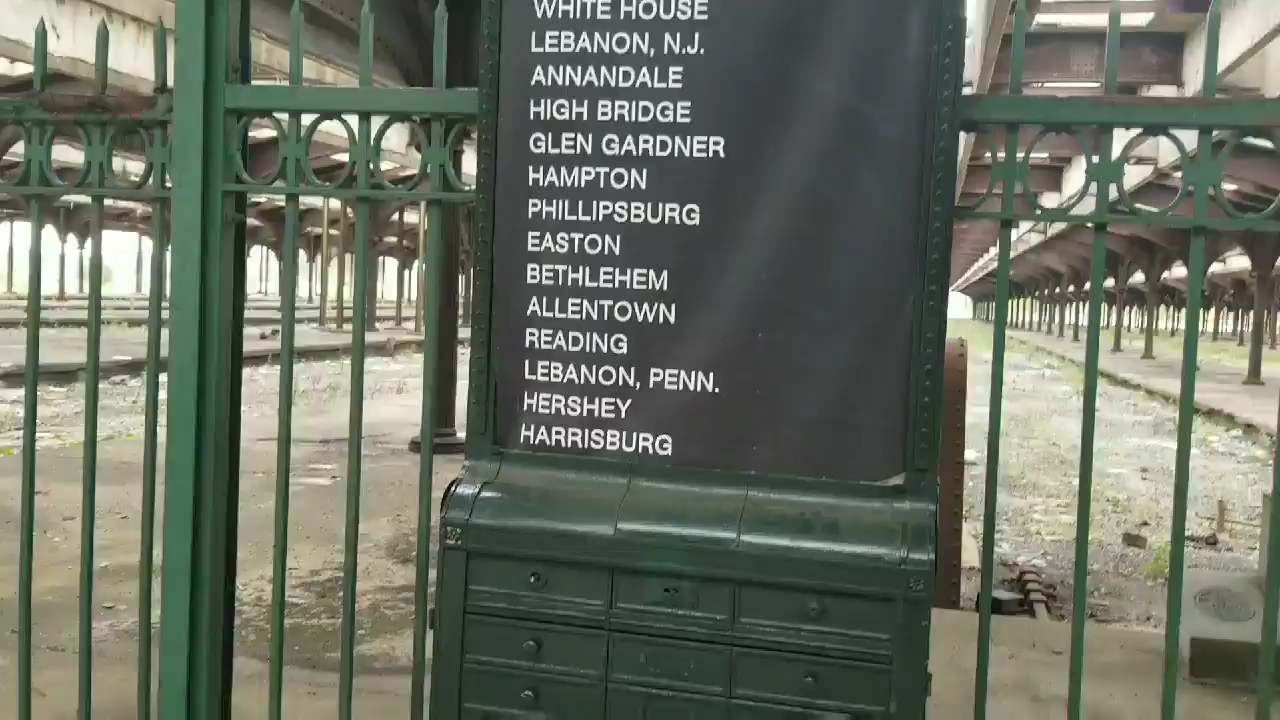 WHITE HOUSE
LEBANON, N.J.
ANNANDALE
HIGH BRIDGE
GLEN GARDNER
HAMPTON
PHILLIPSBURG
EASTON
BETHLEHEM
ALLENTOWN
READING
LEBANON, PENN.
HERSHEY
HARRISBURG